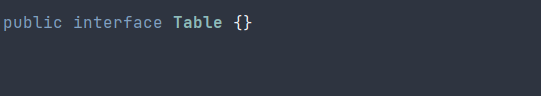 public interface Table {}